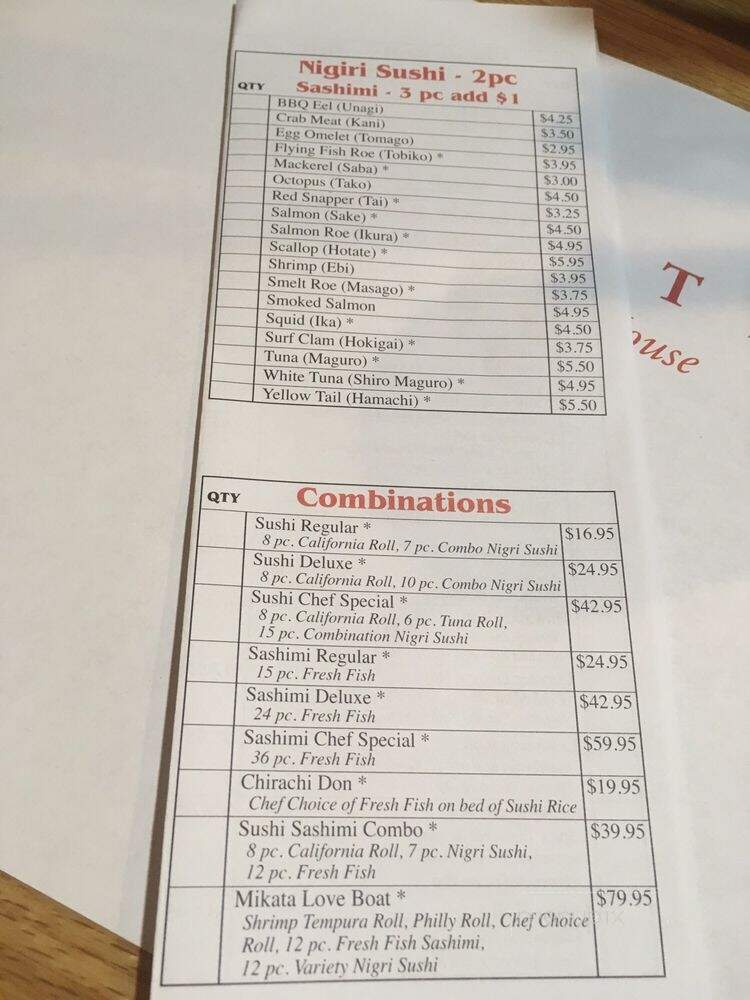 Nigiri Sushi - 2pc
QTY Sashimi - 3 pc add $1
BBQ Eel (Unagi) $4.25
Crab Meat (Kani) $3.50
Egg Omelet (Tomago) $2.95
Flying Fish Roe (Tobiko) * $3.95
Mackerel (Saba) * $3.00
Octopus (Tako) $4.50
Red Snapper (Tai) * $3.25
Salmon (Sake) * $4.50
Salmon Roe (Ikura) * $4.95
Scallop (Hotate) * $5.95
Shrimp (Ebi) $3.95
Smelt Roe (Masago) * $3.75
Smoked Salmon $4.95
Squid (Ika) * $4.50
Surf Clam (Hokigai) * $3.75
Tuna (Maguro) * $5.50
White Tuna (Shiro Maguro) * $4.95
Yellow Tail (Hamachi) * $5.50
T
ouse
QTY Combinations
Sushi Regular * $16.95
8 pc. California Roll, 7 pc. Combo Nigri Sushi
Sushi Deluxe * $24.95
8 pc. California Roll, 10 pc. Combo Nigri Sushi
Sushi Chef Special * $42.95
8 pc. California Roll, 6 pc. Tuna Roll,
15 pc. Combination Nigri Sushi
Sashimi Regular * $24.95
15 pc. Fresh Fish
Sashimi Deluxe * $42.95
24 pc. Fresh Fish
Sashimi Chef Special * $59.95
36 pc. Fresh Fish
Chirachi Don * $19.95
Chef Choice of Fresh Fish on bed of Sushi Rice
Sushi Sashimi Combo * $39.95
8 pc. California Roll, 7 pc. Nigri Sushi,
12 pc. Fresh Fish
Mikata Love Boat * $79.95
Shrimp Tempura Roll, Philly Roll, Chef Choice
Roll, 12 pc. Fresh Fish Sashimi,
12 pc. Variety Nigri Sushi